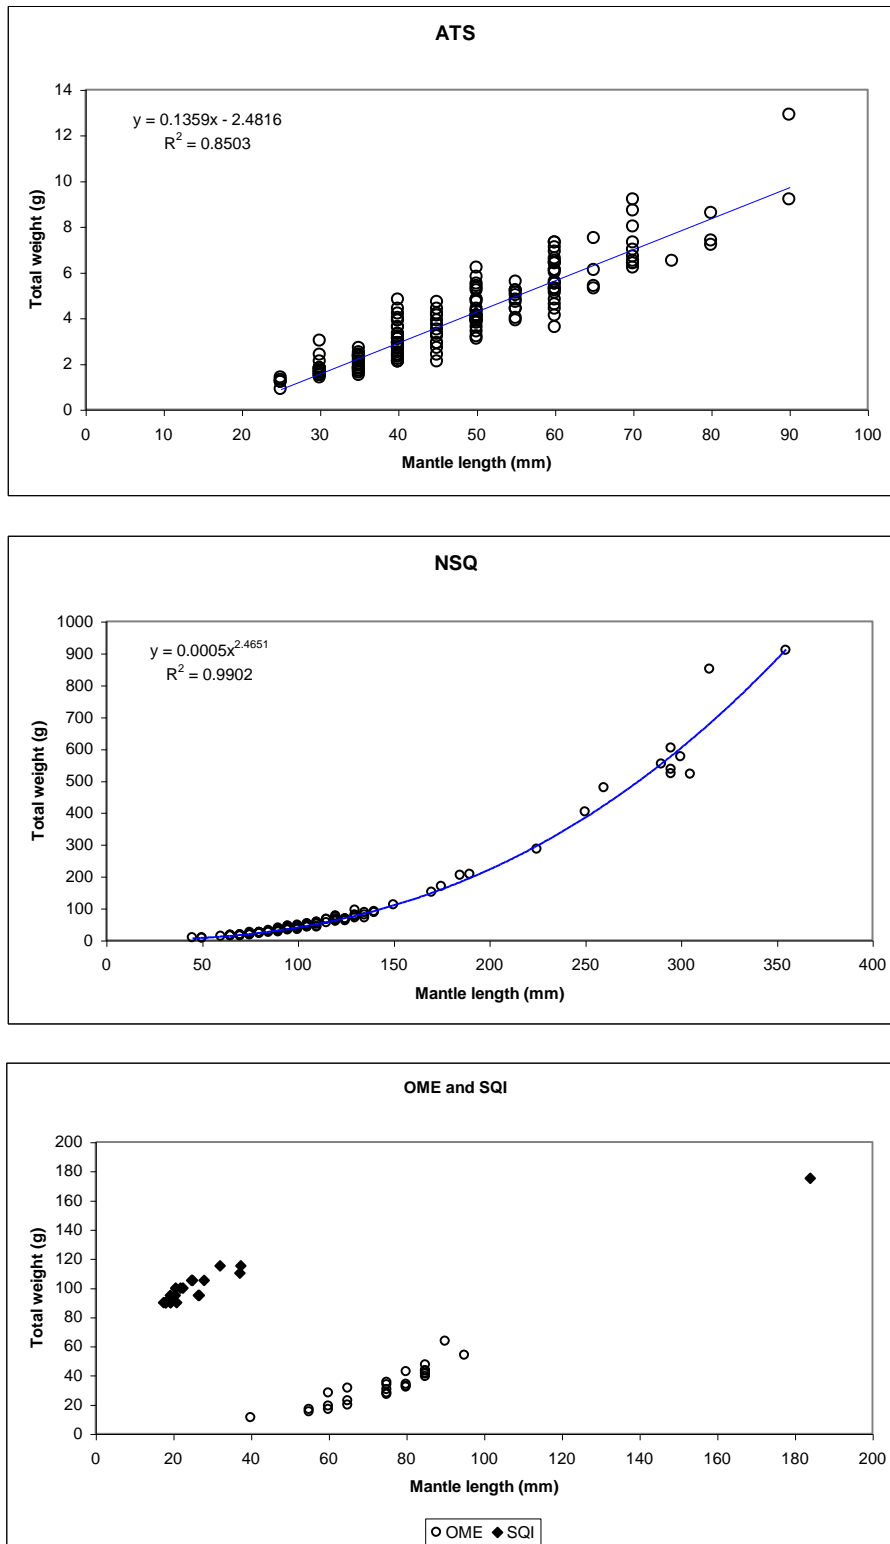 ATS
y = 0.1359x - 2.4816
R² = 0.8503
14
12
10
8
6
4
2
0
Total weight (g)
0 10 20 30 40 50 60 70 80 90 100
Mantle length (mm)
NSQ
y = 0.0005x^2.4651
R² = 0.9902
1000
900
800
700
600
500
400
300
200
100
0
Total weight (g)
0 50 100 150 200 250 300 350 400
Mantle length (mm)
OME and SQI
200
180
160
140
120
100
80
60
40
20
0
Total weight (g)
0 20 40 60 80 100 120 140 160 180 200
Mantle length (mm)
OME SQI